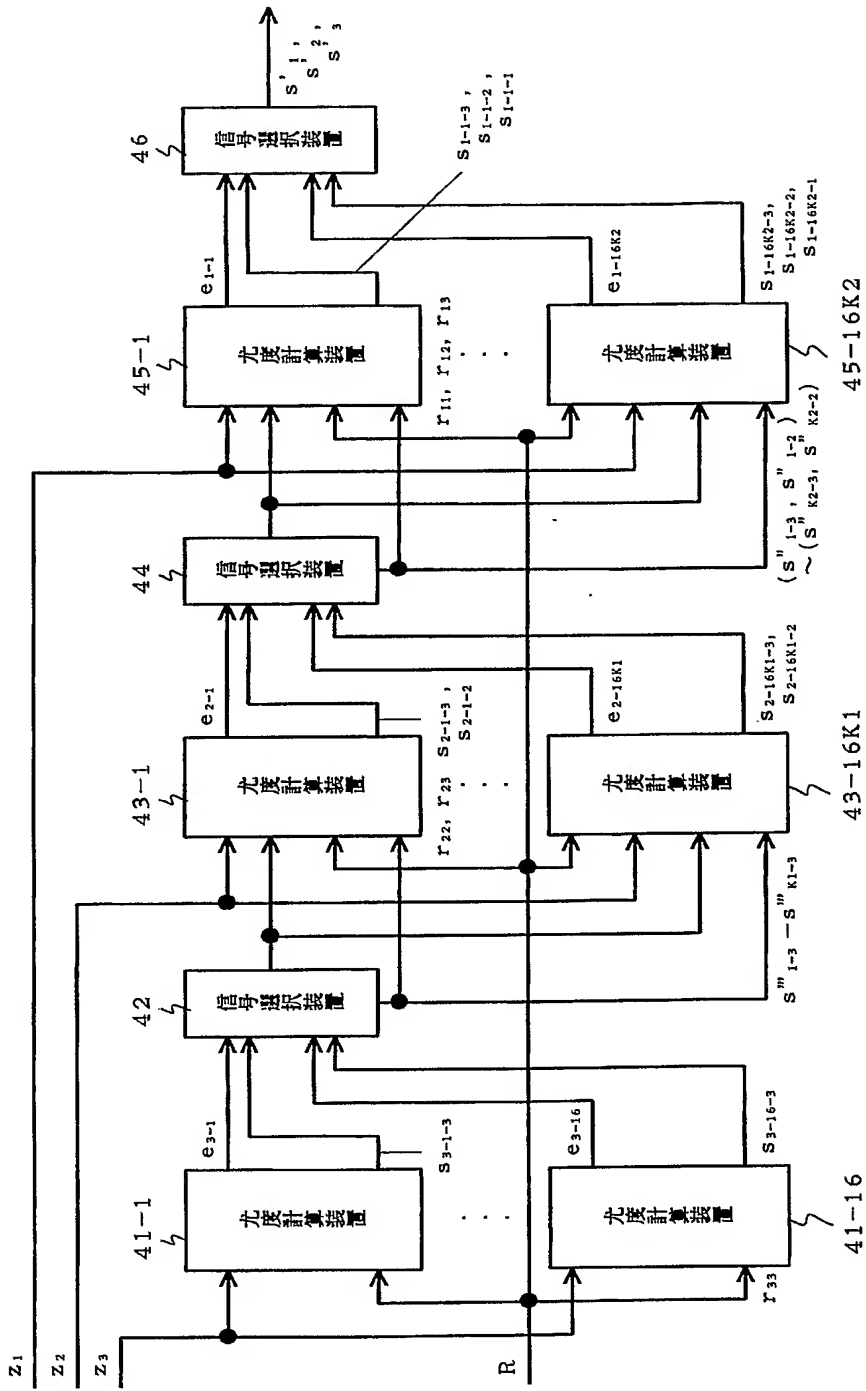 z₁
z₂
z₃
R
41-1
尤度計算装置
e₃₋₁
s₃₋₁₋₃
. . .
41-16
尤度計算装置
r₃₃
e₃₋₁₆
s₃₋₁₆₋₃
42
信号選択装置
s'''₁₋₃ — s'''K₁₋₃
43-1
尤度計算装置
r₂₂, r₂₃
e₂₋₁
s₂₋₁₋₃,
s₂₋₁₋₂
. . .
43-16K1
尤度計算装置
e₂₋₁₆K₁
s₂₋₁₆K₁₋₃,
s₂₋₁₆K₁₋₂
44
信号選択装置
(s''₁₋₃, s''₁₋₂)
~(s''K₂₋₃, s''K₂₋₂)
45-1
尤度計算装置
r₁₁, r₁₂, r₁₃
e₁₋₁
s₁₋₁₋₃,
s₁₋₁₋₂,
s₁₋₁₋₁
. . .
45-16K2
尤度計算装置
e₁₋₁₆K₂
s₁₋₁₆K₂₋₃,
s₁₋₁₆K₂₋₂,
s₁₋₁₆K₂₋₁
46
信号選択装置
s'₁,
s'₂,
s'₃